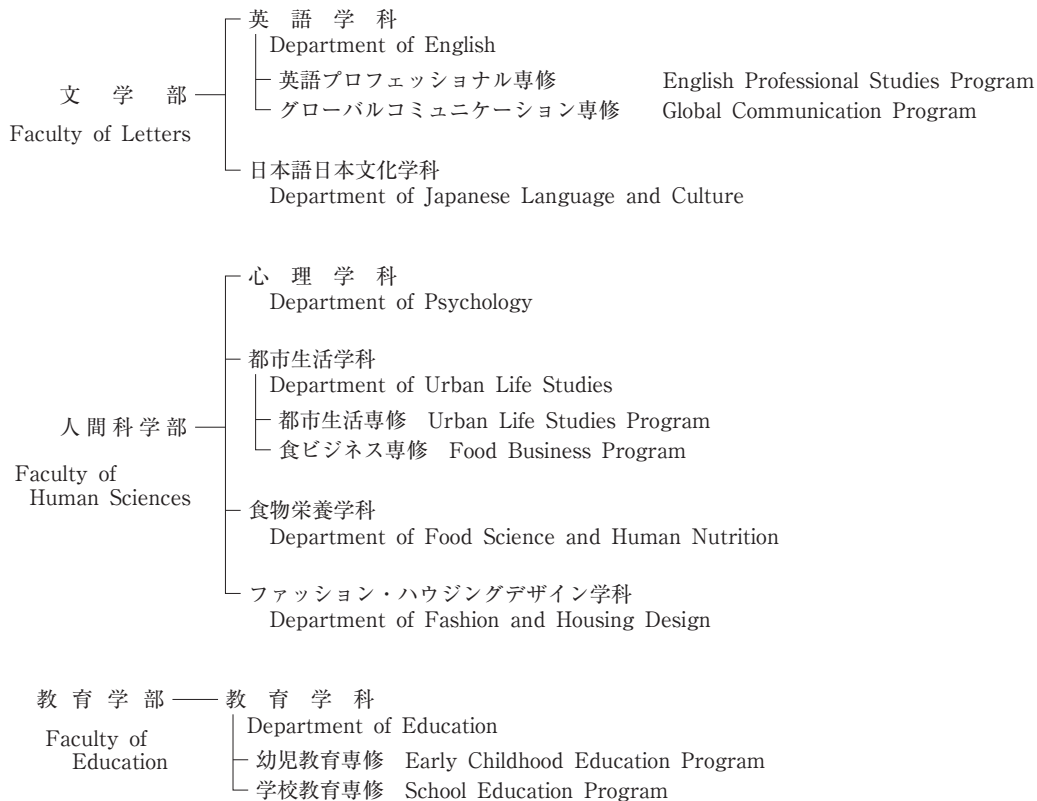 英語学科
Department of English
英語プロフェッショナル専修 English Professional Studies Program
文学部
グローバルコミュニケーション専修 Global Communication Program
Faculty of Letters
日本語日本文化学科
Department of Japanese Language and Culture
心理学科
Department of Psychology
都市生活学科
Department of Urban Life Studies
人間科学部
都市生活専修 Urban Life Studies Program
食ビジネス専修 Food Business Program
Faculty of
Human Sciences
食物栄養学科
Department of Food Science and Human Nutrition
ファッション・ハウジングデザイン学科
Department of Fashion and Housing Design
教育学部
教育学科
Faculty of
Education
Department of Education
幼児教育専修 Early Childhood Education Program
学校教育専修 School Education Program